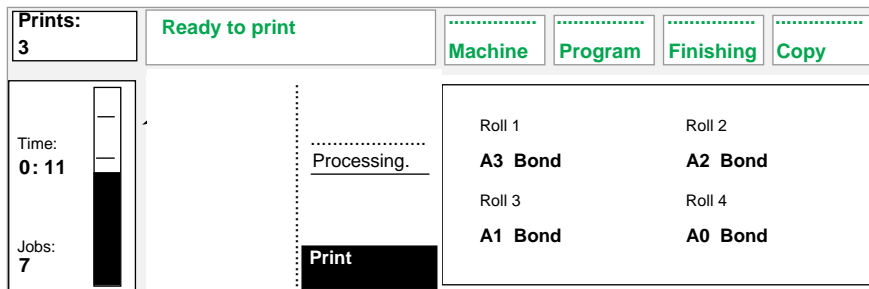 Prints:
3
Ready to print
Machine
Program
Finishing
Copy
Time:
0:11
Jobs:
7
Processing.
Print
Roll 1
Roll 2
A3 Bond
A2 Bond
Roll 3
Roll 4
A1 Bond
A0 Bond